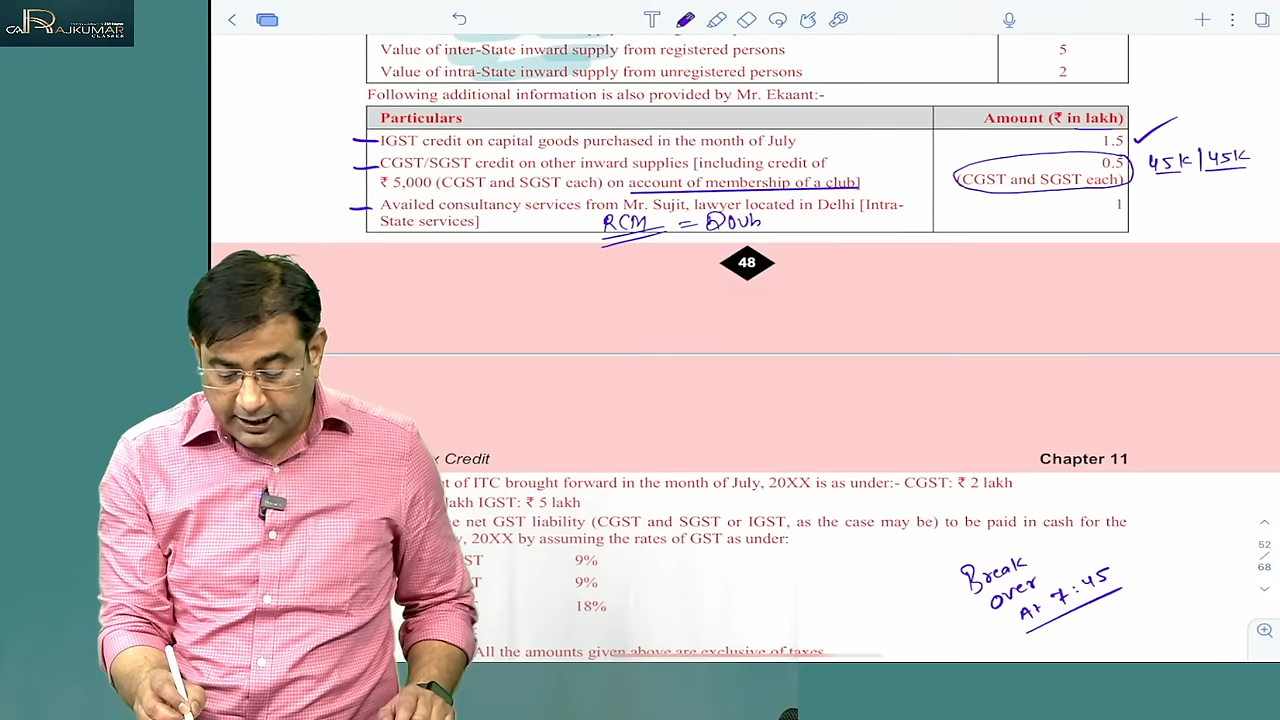 CA RAJKUMAR
CLASSES
Value of inter-State inward supply from registered persons 5
Value of intra-State inward supply from unregistered persons 2
Following additional information is also provided by Mr. Ekaant:-
Particulars Amount (₹ in lakh)
IGST credit on capital goods purchased in the month of July 1.5
CGST/SGST credit on other inward supplies [including credit of 0.5
₹ 5,000 (CGST and SGST each) on account of membership of a club] (CGST and SGST each)
45K | 45K
Availed consultancy services from Mr. Sujit, lawyer located in Delhi [Intra- 1
State services]
RCM = Doub
48
Credit Chapter 11
of ITC brought forward in the month of July, 20XX is as under:- CGST: ₹ 2 lakh
lakh IGST: ₹ 5 lakh
net GST liability (CGST and SGST or IGST, as the case may be) to be paid in cash for the
20XX by assuming the rates of GST as under:
9%
9%
18%
Break
over
At 7:45
All the amounts given above are exclusive of taxes
52
68